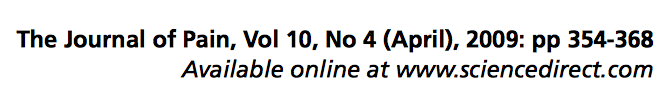 The Journal of Pain, Vol 10, No 4 (April), 2009: pp 354-368
Available online at www.sciencedirect.com